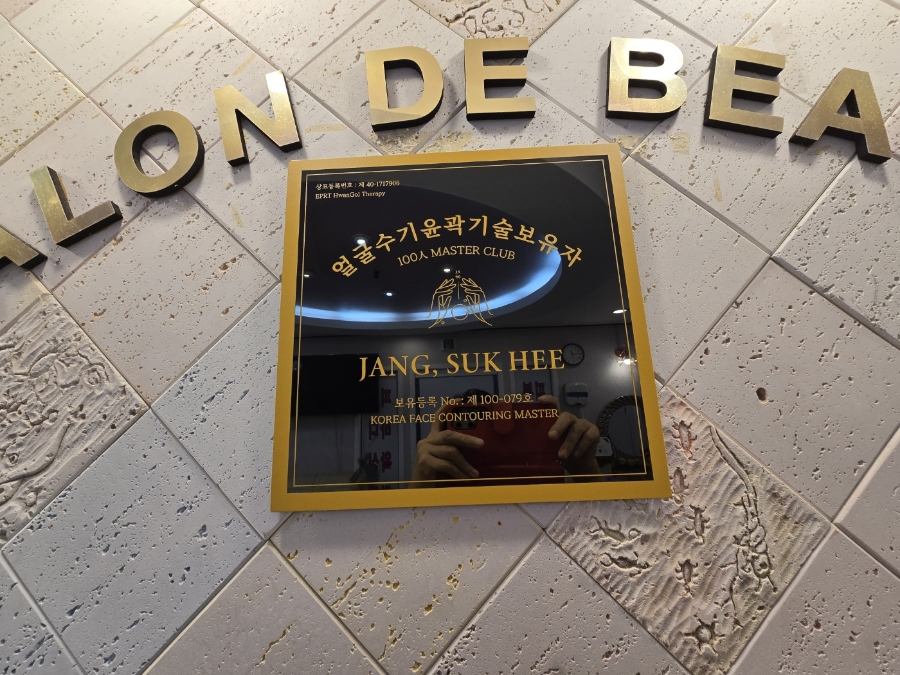 ALON DE BEA
상표등록번호 : 제 40-1717906
EPRT HwanGol Therapy
얼굴수기윤곽기술보유자
100人 MASTER CLUB
JANG, SUK HEE
보유등록 No. : 제 100-079호
KOREA FACE CONTOURING MASTER